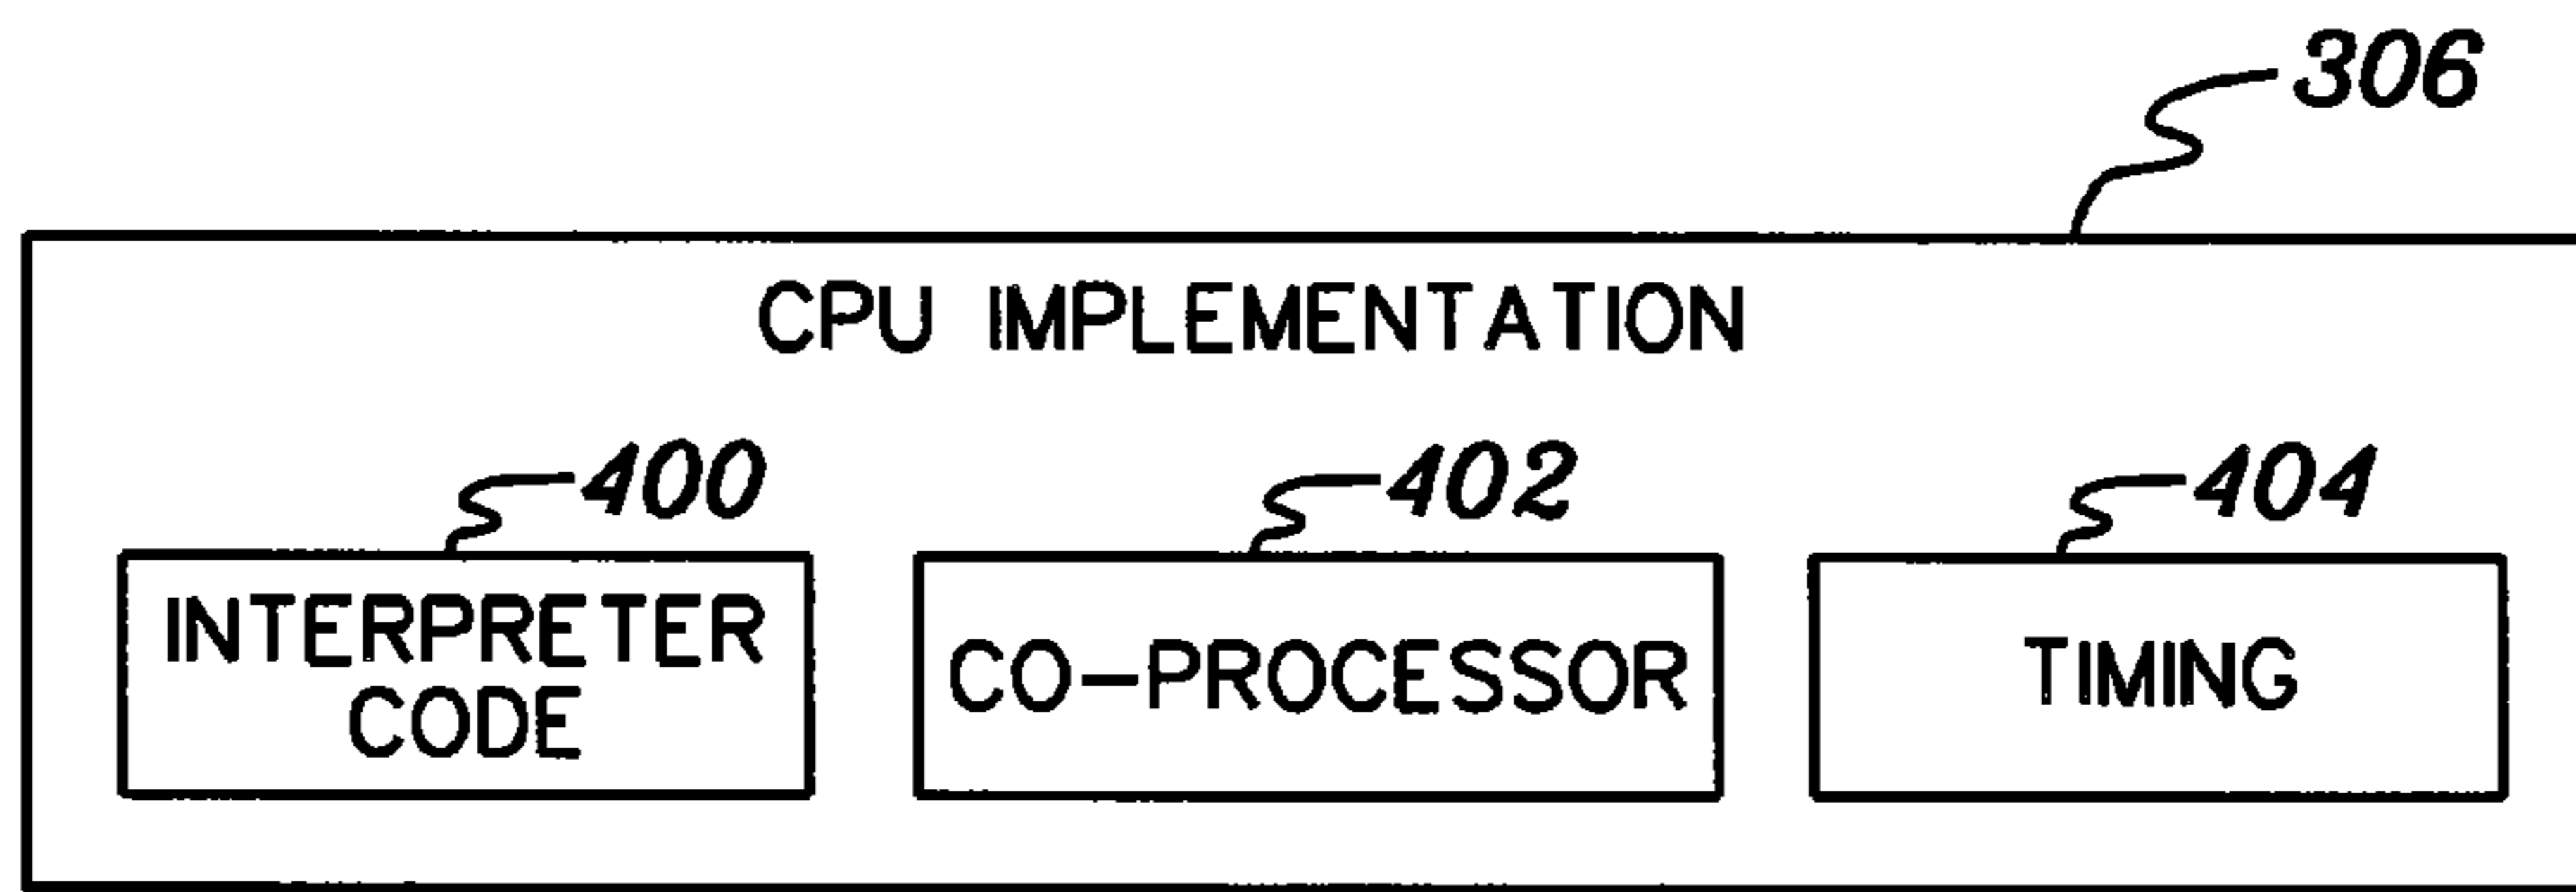 306
CPU IMPLEMENTATION
400
402
404
INTERPRETER
CODE
CO-PROCESSOR
TIMING